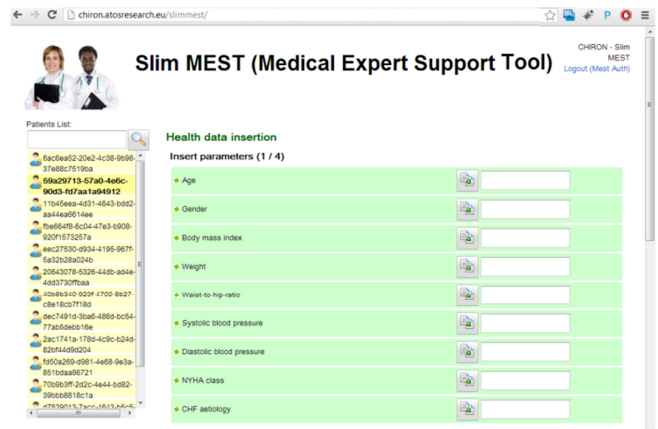 chiron.atosresearch.eu/slimmest/
Slim MEST (Medical Expert Support Tool)
CHIRON - Slim
MEST
Logout (Mest Auth)
Patients List:
6ac6ea52-20e2-4c38-9b98-
37e88c7519ba
59a29713-57a0-4e6c-
90d3-fd7aa1a94912
11b45eea-4d31-4643-bdd2-
aa44ea6614ee
fbe664f8-6c04-47e3-b908-
920f1573257a
eec27530-d934-4195-967f-
5a32b28a024b
20643078-5326-44db-ad4e-
4dd3730ffbaa
40b8b340-923f-4700-8b27-
c8e18cb7f18d
dec7491d-3ba6-486d-bc54-
77ab5debb16e
2ac1741a-178d-4c9c-b24d-
82bf44d9d204
fd50a269-d981-4e68-9e3a-
851bdaa86721
70b9b3ff-2d2c-4e44-bd82-
39bbb8818c1a
Health data insertion
Insert parameters (1 / 4)
Age
Gender
Body mass index
Weight
Waist-to-hip-ratio
Systolic blood pressure
Diastolic blood pressure
NYHA class
CHF aetiology